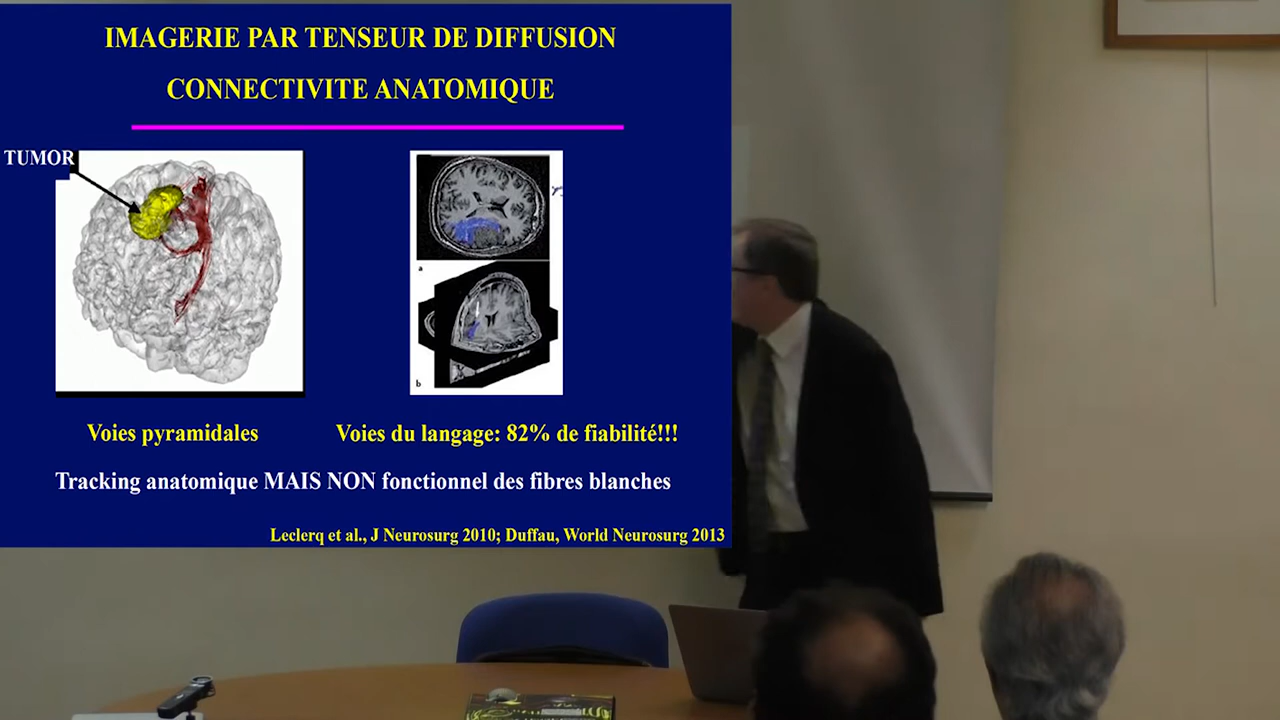 IMAGERIE PAR TENSEUR DE DIFFUSION
CONNECTIVITE ANATOMIQUE
TUMOR
a
b
Voies pyramidales
Voies du langage: 82% de fiabilité!!!
Tracking anatomique MAIS NON fonctionnel des fibres blanches
Leclerq et al., J Neurosurg 2010; Duffau, World Neurosurg 2013